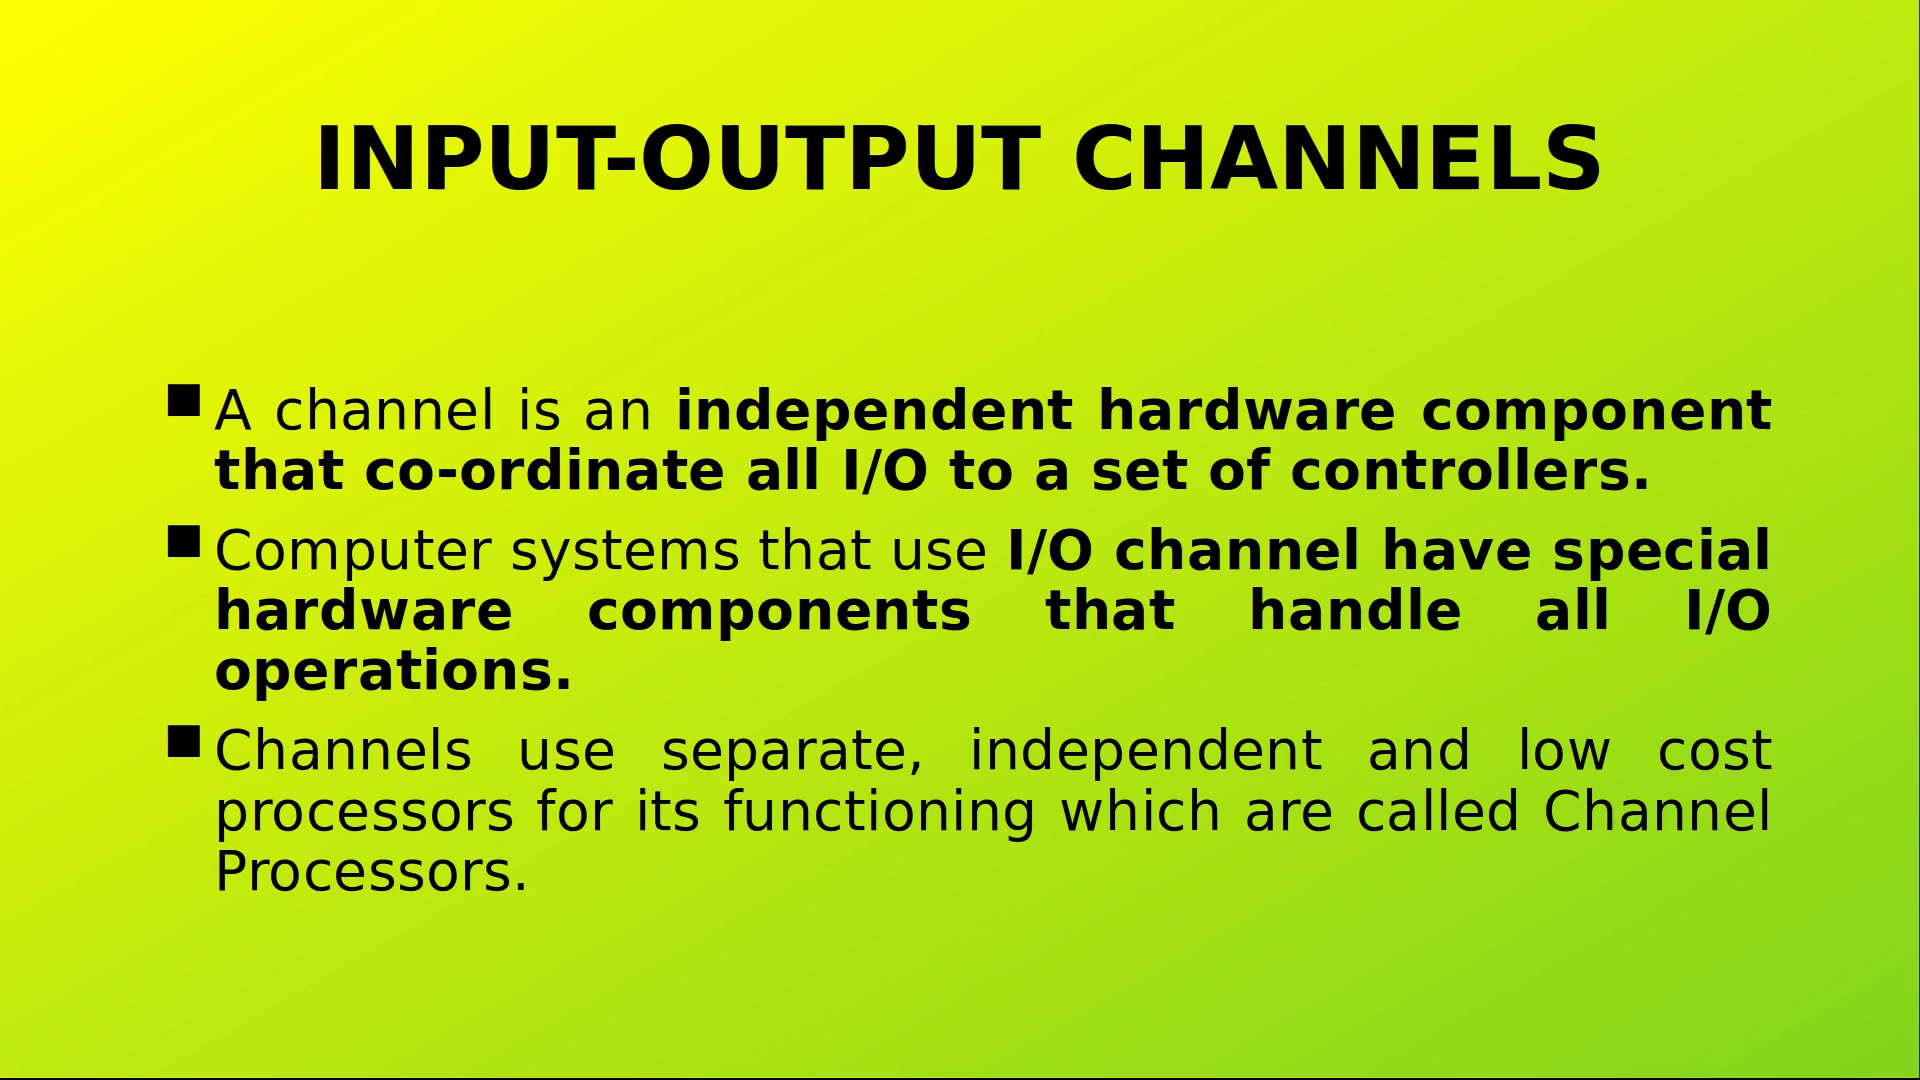 INPUT-OUTPUT CHANNELS
■ A channel is an independent hardware component
that co-ordinate all I/O to a set of controllers.
■ Computer systems that use I/O channel have special
hardware components that handle all I/O
operations.
■ Channels use separate, independent and low cost
processors for its functioning which are called Channel
Processors.